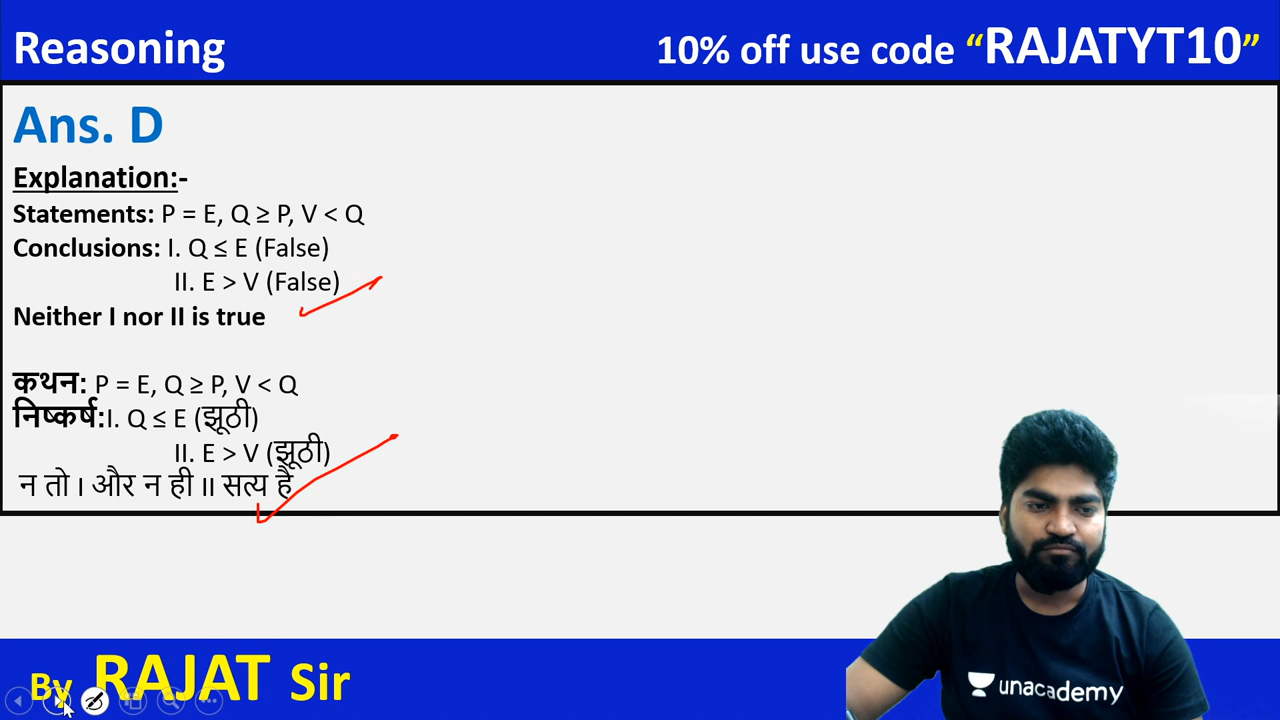 Reasoning
10% off use code “RAJATYT10”
Ans. D
Explanation:-
Statements: P = E, Q ≥ P, V < Q
Conclusions: I. Q ≤ E (False)
II. E > V (False)
Neither I nor II is true
कथन: P = E, Q ≥ P, V < Q
निष्कर्ष:I. Q ≤ E (झूठी)
II. E > V (झूठी)
न तो I और न ही II सत्य है
unacademy
By RAJAT Sir